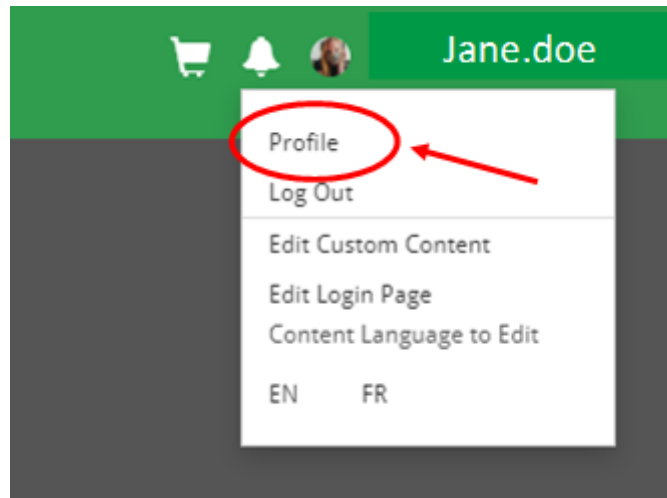 Jane.doe
Profile
Log Out
Edit Custom Content
Edit Login Page
Content Language to Edit
EN FR